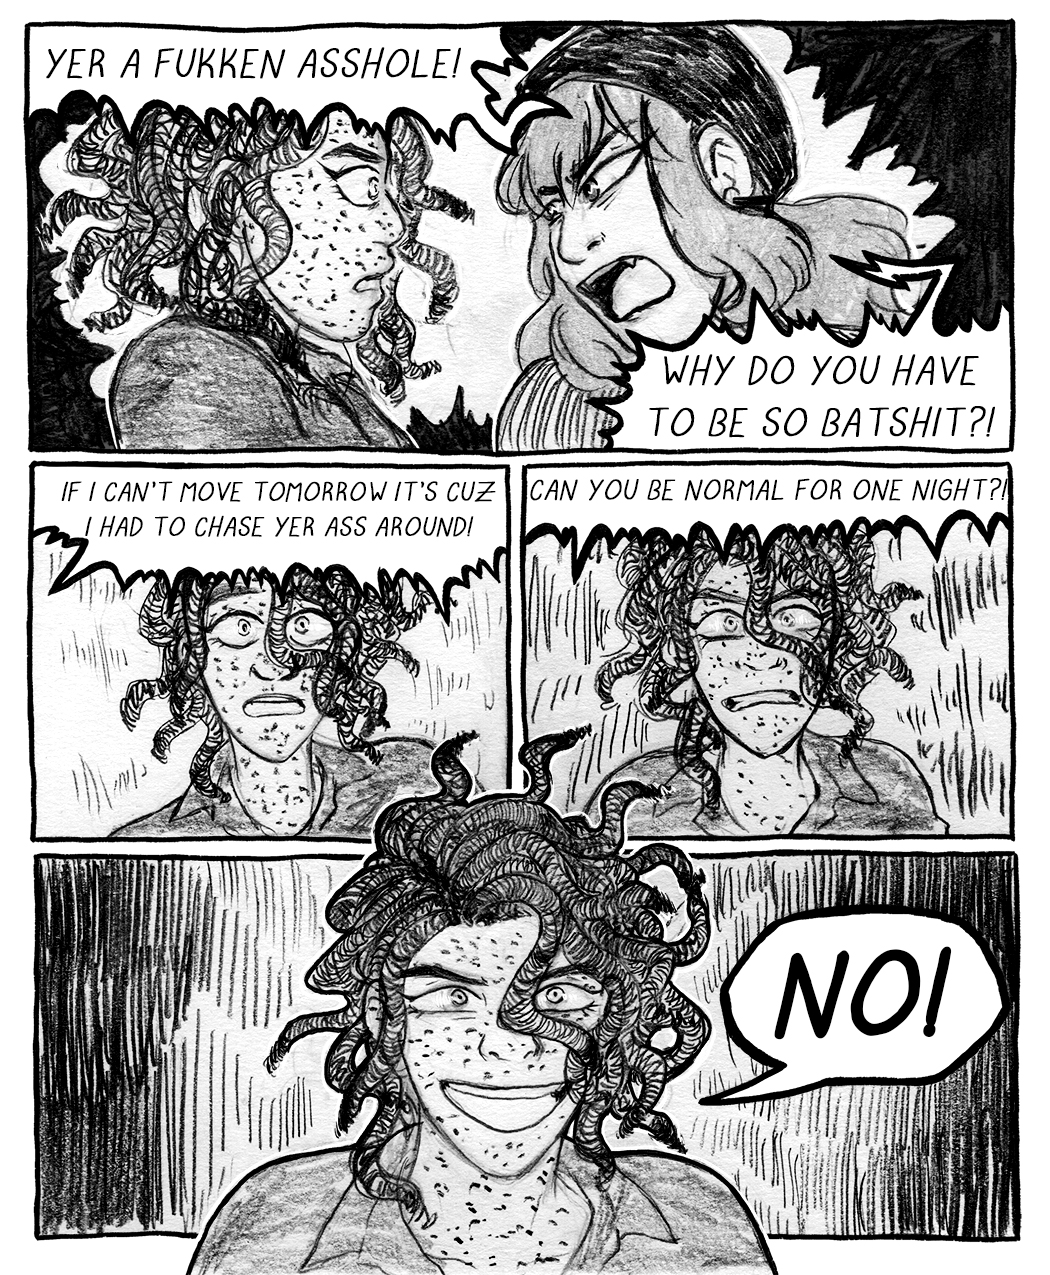 YER A FUKKEN ASSHOLE!
WHY DO YOU HAVE
TO BE SO BATSHIT?!
IF I CAN'T MOVE TOMORROW IT'S CUZ
I HAD TO CHASE YER ASS AROUND!
CAN YOU BE NORMAL FOR ONE NIGHT?!
NO!